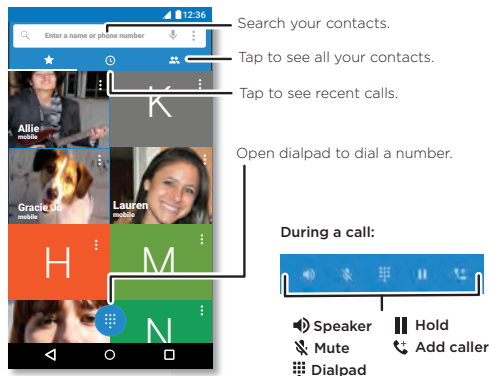 12:36
Enter a name or phone number
Allie
mobile
K
Gracie Jo
mobile
Lauren
mobile
H
M
N
Search your contacts.
Tap to see all your contacts.
Tap to see recent calls.
Open dialpad to dial a number.
During a call:
Speaker
Hold
Mute
Add caller
Dialpad